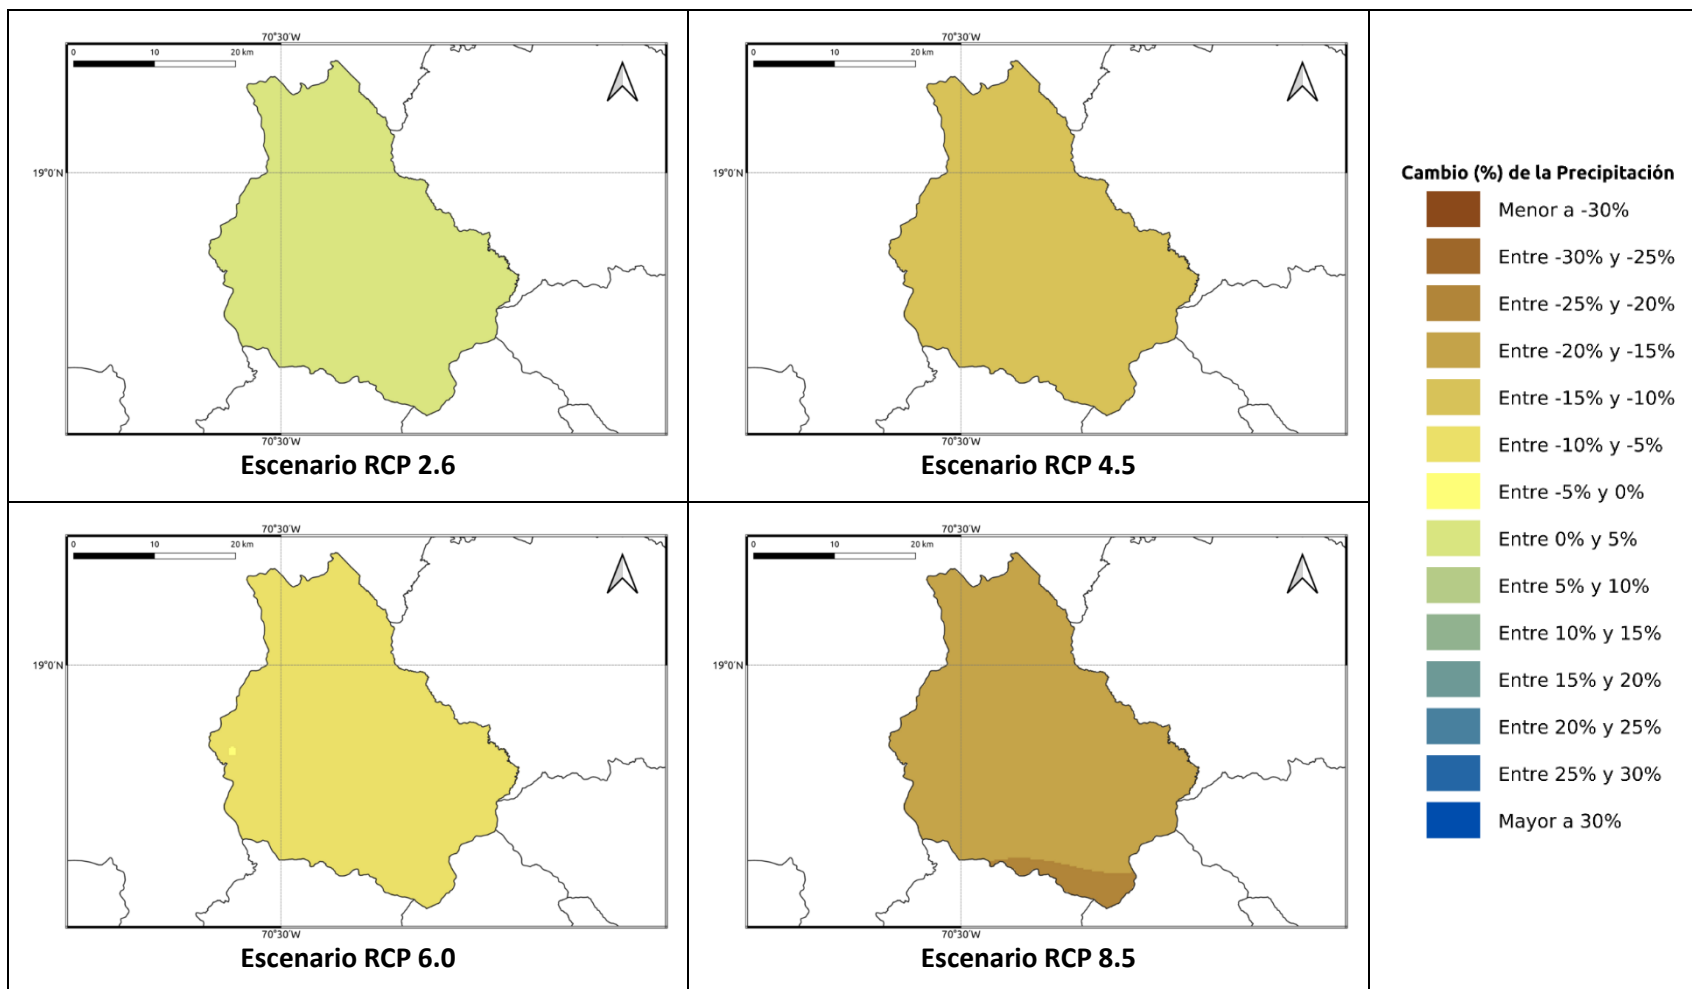 70°30'W
0 10 20 km
19°0'N
70°30'W
Escenario RCP 2.6
70°30'W
0 10 20 km
70°30'W
Escenario RCP 4.5
70°30'W
0 10 20 km
19°0'N
70°30'W
Escenario RCP 6.0
70°30'W
0 10 20 km
70°30'W
Escenario RCP 8.5
Cambio (%) de la Precipitación
Menor a -30%
Entre -30% y -25%
Entre -25% y -20%
Entre -20% y -15%
Entre -15% y -10%
Entre -10% y -5%
Entre -5% y 0%
Entre 0% y 5%
Entre 5% y 10%
Entre 10% y 15%
Entre 15% y 20%
Entre 20% y 25%
Entre 25% y 30%
Mayor a 30%
19°0'N
19°0'N